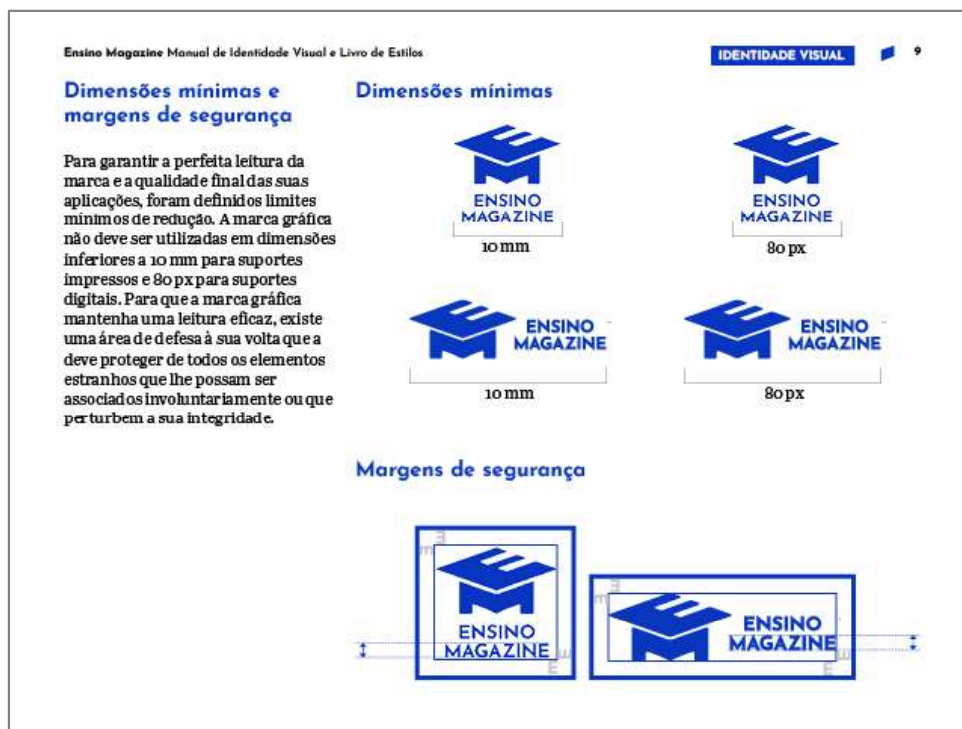 Ensino Magazine Manual de Identidade Visual e Livro de Estilos
IDENTIDADE VISUAL
9
Dimensões mínimas e
margens de segurança
Para garantir a perfeita leitura da
marca e a qualidade final das suas
aplicações, foram definidos limites
mínimos de redução. A marca gráfica
não deve ser utilizadas em dimensões
inferiores a 10 mm para suportes
impressos e 80 px para suportes
digitais. Para que a marca gráfica
mantenha uma leitura eficaz, existe
uma área de defesa à sua volta que a
deve proteger de todos os elementos
estranhos que lhe possam ser
associados involuntariamente ou que
perturbem a sua integridade.
Dimensões mínimas
ENSINO
MAGAZINE
10 mm
ENSINO
MAGAZINE
80 px
ENSINO
MAGAZINE
10 mm
ENSINO
MAGAZINE
80 px
Margens de segurança
ENSINO
MAGAZINE
ENSINO
MAGAZINE